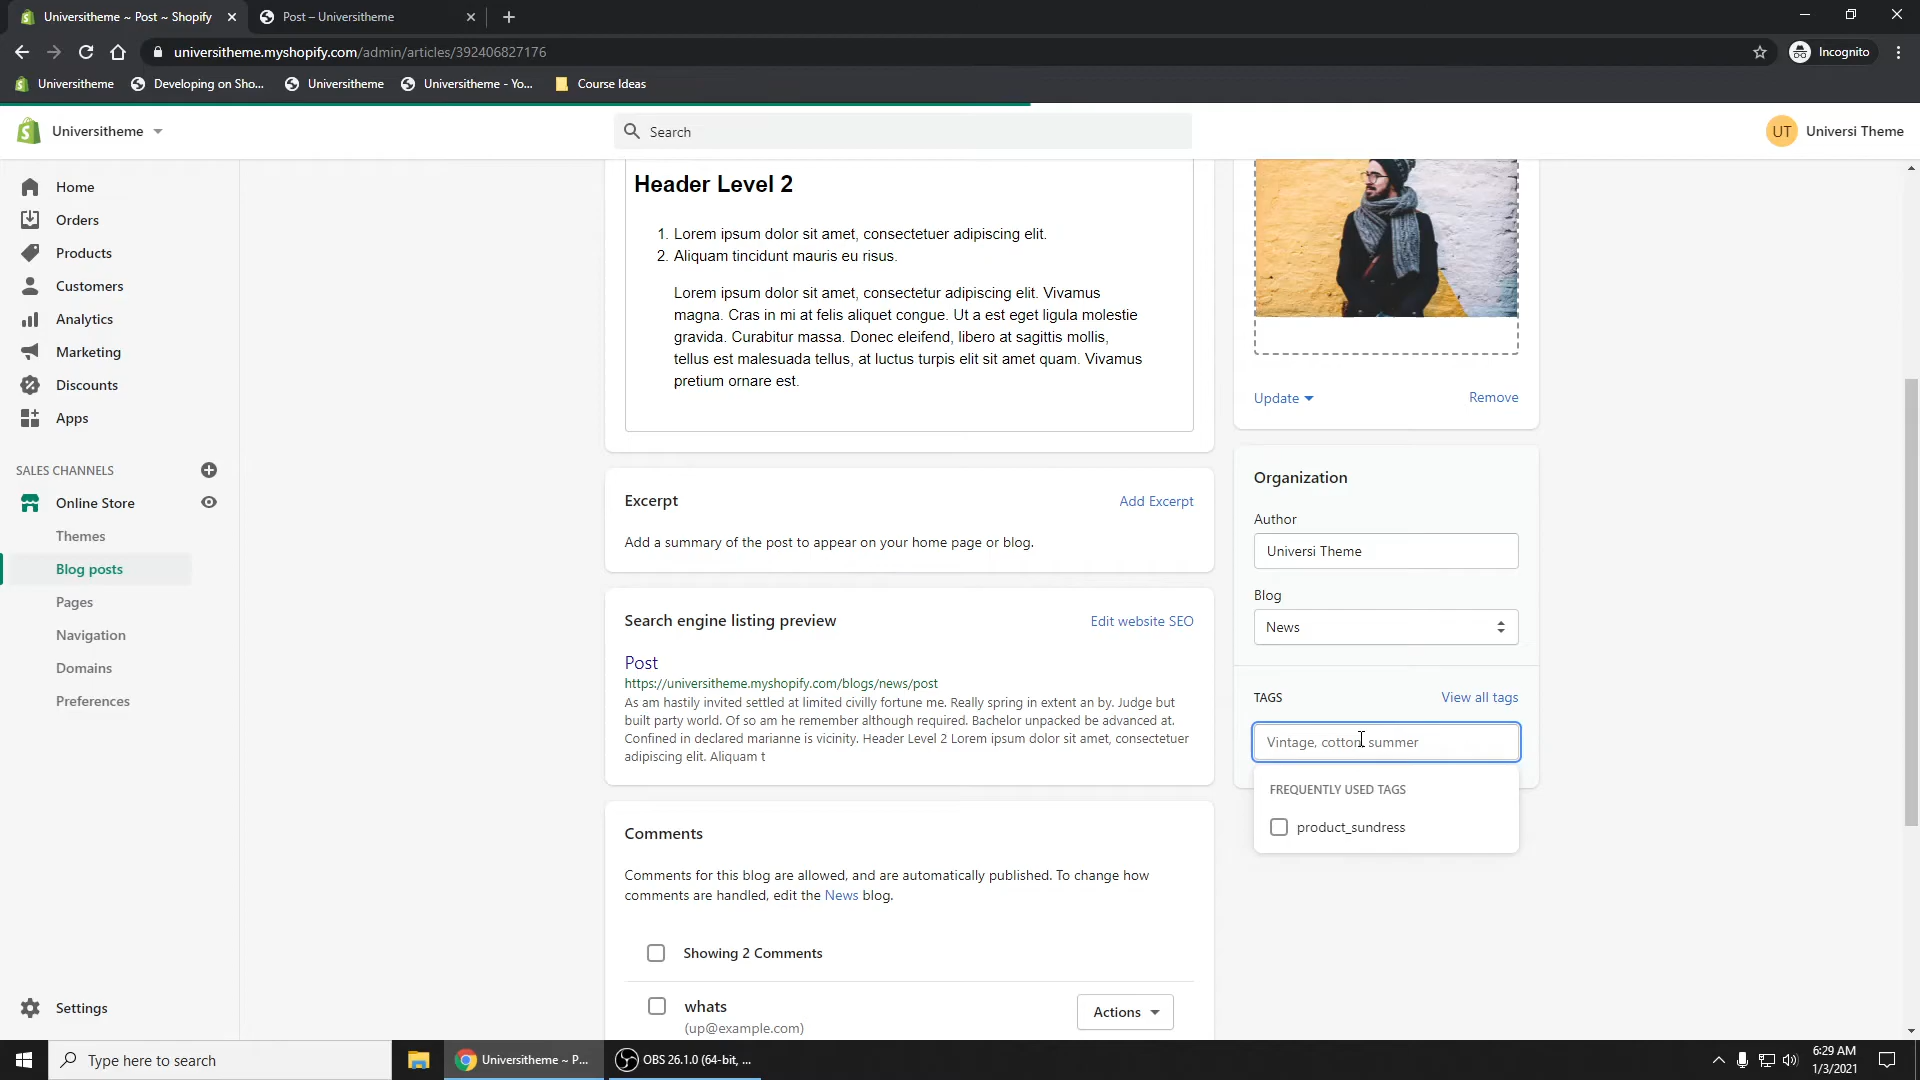 Universitheme ~ Post ~ Shopify
Post – Universitheme
universitheme.myshopify.com/admin/articles/392406827176
Incognito
Universitheme
Developing on Sho...
Universitheme
Universitheme - Yo...
Course Ideas
Universitheme
Search
UT
Universi Theme
Home
Orders
Products
Customers
Analytics
Marketing
Discounts
Apps
SALES CHANNELS
Online Store
Themes
Blog posts
Pages
Navigation
Domains
Preferences
Settings
Header Level 2
1. Lorem ipsum dolor sit amet, consectetuer adipiscing elit.
2. Aliquam tincidunt mauris eu risus.
Lorem ipsum dolor sit amet, consectetur adipiscing elit. Vivamus
magna. Cras in mi at felis aliquet congue. Ut a est eget ligula molestie
gravida. Curabitur massa. Donec eleifend, libero at sagittis mollis,
tellus est malesuada tellus, at luctus turpis elit sit amet quam. Vivamus
pretium ornare est.
Excerpt
Add Excerpt
Add a summary of the post to appear on your home page or blog.
Search engine listing preview
Edit website SEO
Post
https://universitheme.myshopify.com/blogs/news/post
As am hastily invited settled at limited civilly fortune me. Really spring in extent an by. Judge but
built party world. Of so am he remember although required. Bachelor unpacked be advanced at.
Confined in declared marianne is vicinity. Header Level 2 Lorem ipsum dolor sit amet, consectetuer
adipiscing elit. Aliquam t
Comments
Comments for this blog are allowed, and are automatically published. To change how
comments are handled, edit the News blog.
Showing 2 Comments
whats
(up@example.com)
Actions
Update
Remove
Organization
Author
Universi Theme
Blog
News
TAGS
View all tags
Vintage, cotton, summer
FREQUENTLY USED TAGS
product_sundress
Type here to search
Universitheme ~ P...
OBS 26.1.0 (64-bit, ...
6:29 AM
1/3/2021